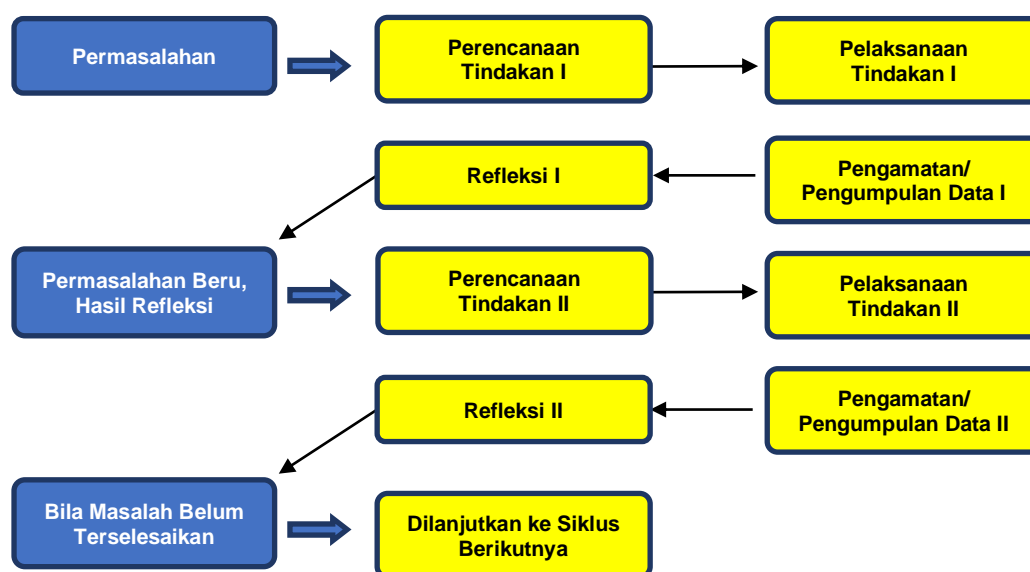 Permasalahan
Perencanaan
Tindakan I
Pelaksanaan
Tindakan I
Refleksi I
Pengamatan/
Pengumpulan Data I
Permasalahan Beru,
Hasil Refleksi
Perencanaan
Tindakan II
Pelaksanaan
Tindakan II
Refleksi II
Pengamatan/
Pengumpulan Data II
Bila Masalah Belum
Terselesaikan
Dilanjutkan ke Siklus
Berikutnya